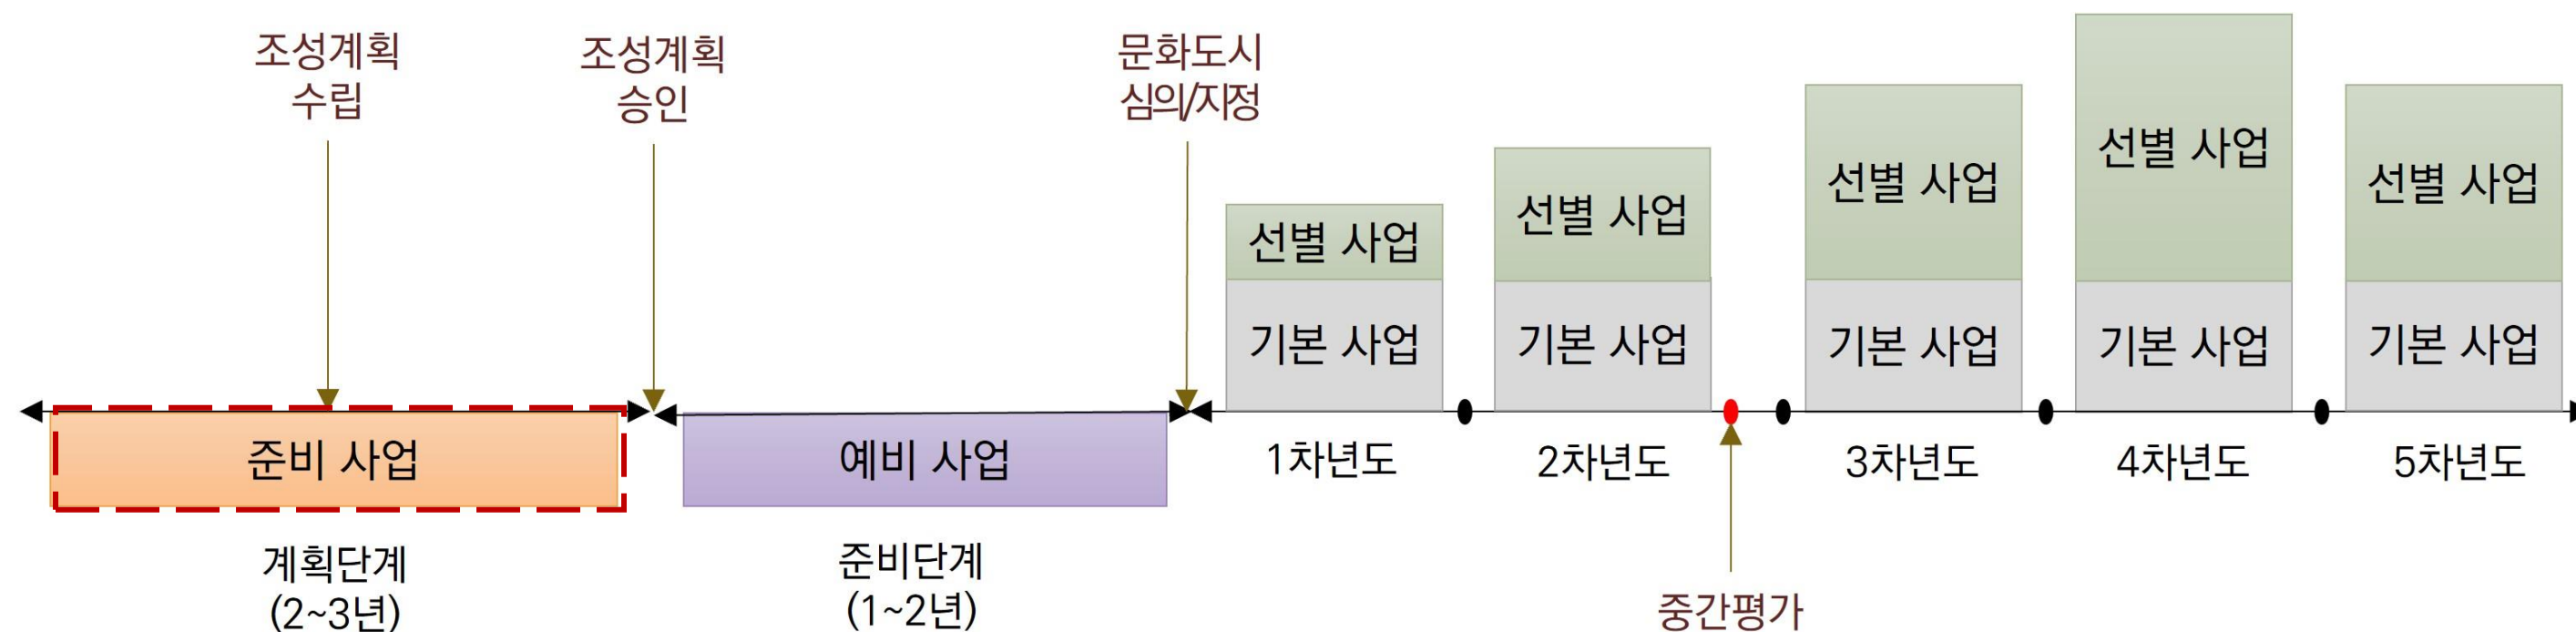 조성계획
수립
조성계획
승인
문화도시
심의/지정
선별 사업
기본 사업
선별 사업
기본 사업
선별 사업
기본 사업
선별 사업
기본 사업
선별 사업
기본 사업
준비 사업
예비 사업
1차년도
2차년도
3차년도
4차년도
5차년도
계획단계
(2~3년)
준비단계
(1~2년)
중간평가